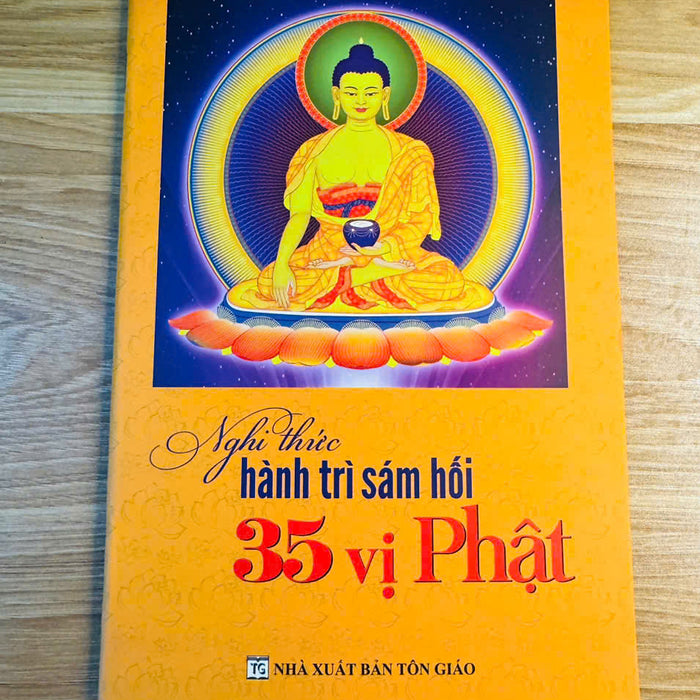 Nghi thức
hành trì sám hối
35 vị Phật
TG NHÀ XUẤT BẢN TÔN GIÁO